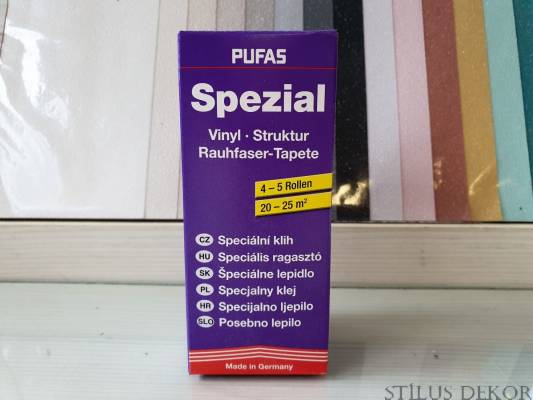 PUFAS
Spezial
Vinyl · Struktur
Rauhfaser-Tapete
4 – 5 Rollen
20 – 25 m²
CZ Speciální klih
HU Speciális ragasztó
SK Špeciálne lepidlo
PL Specjalny klej
HR Specijalno ljepilo
SLO Posebno lepilo
Made in Germany
STÍLUS DEKOR